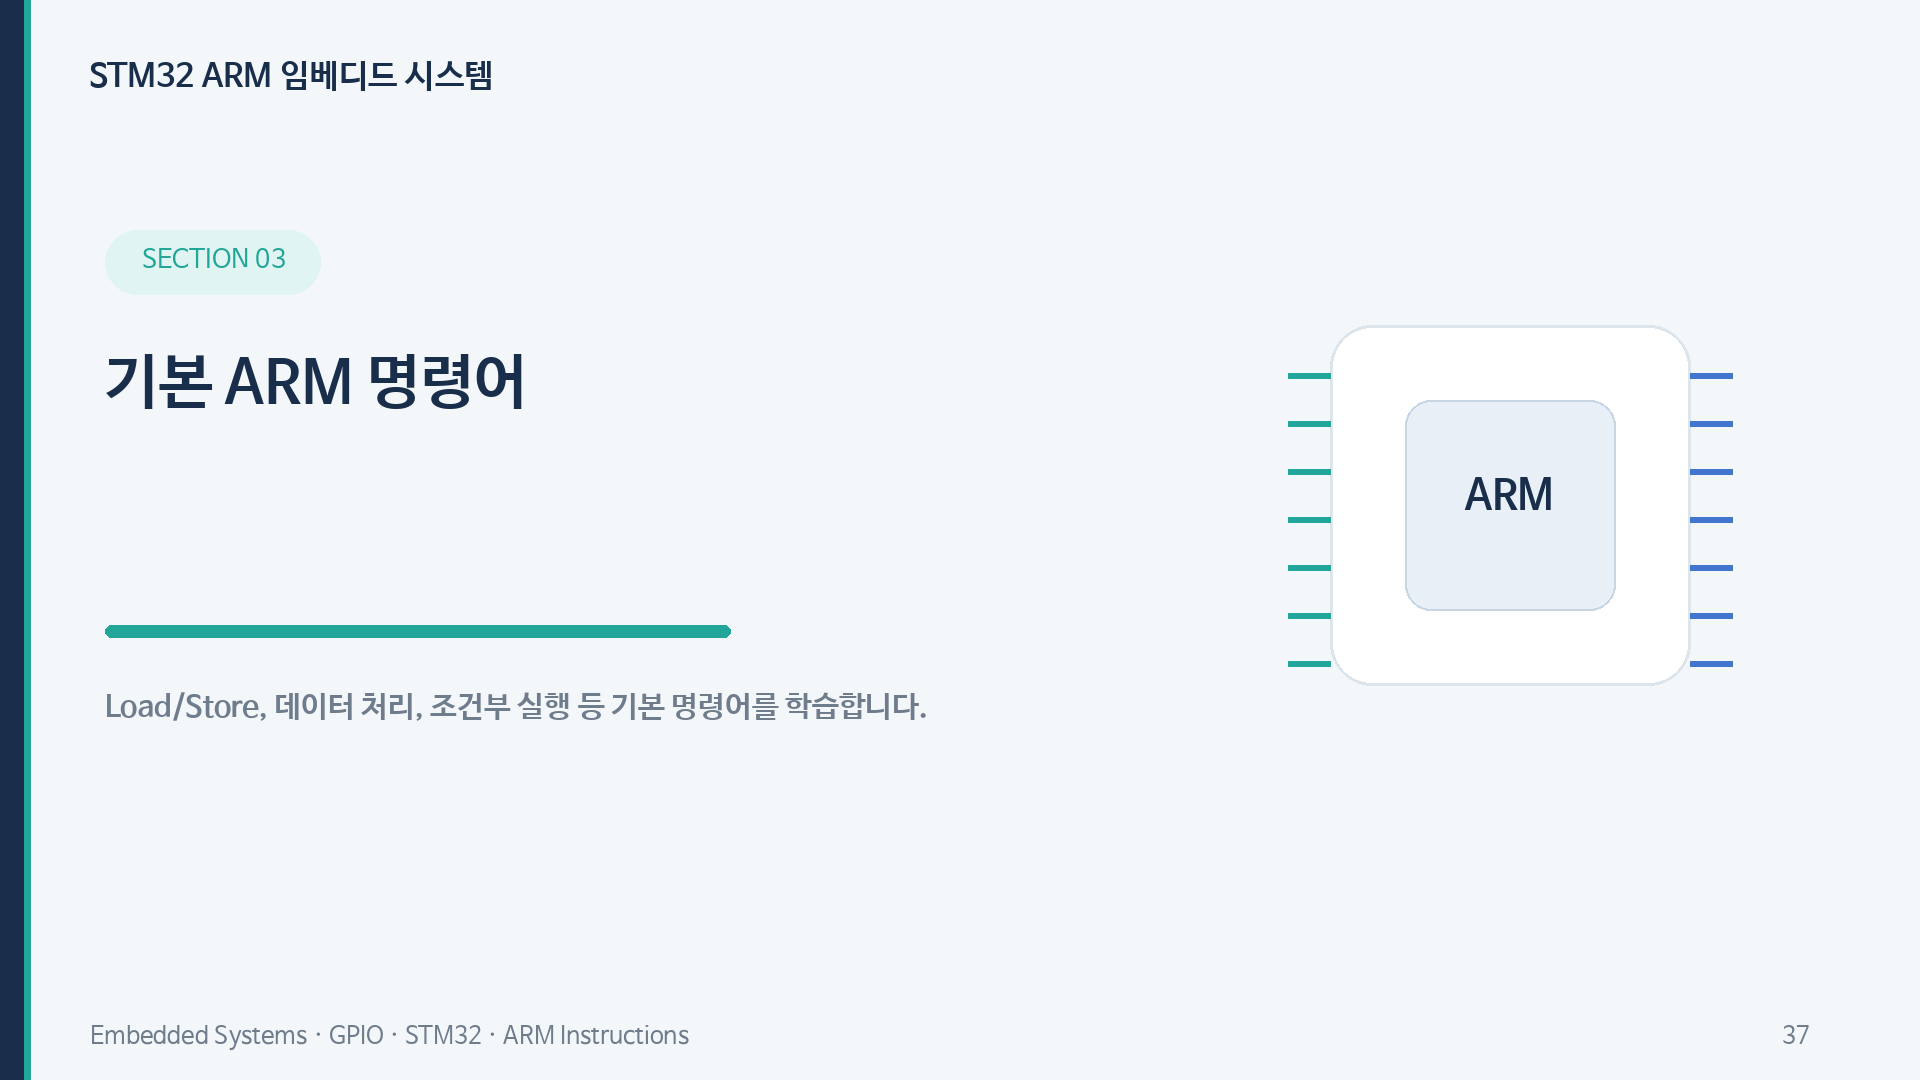 STM32 ARM 임베디드 시스템
SECTION 03
기본 ARM 명령어
ARM
Load/Store, 데이터 처리, 조건부 실행 등 기본 명령어를 학습합니다.
Embedded Systems · GPIO · STM32 · ARM Instructions
37